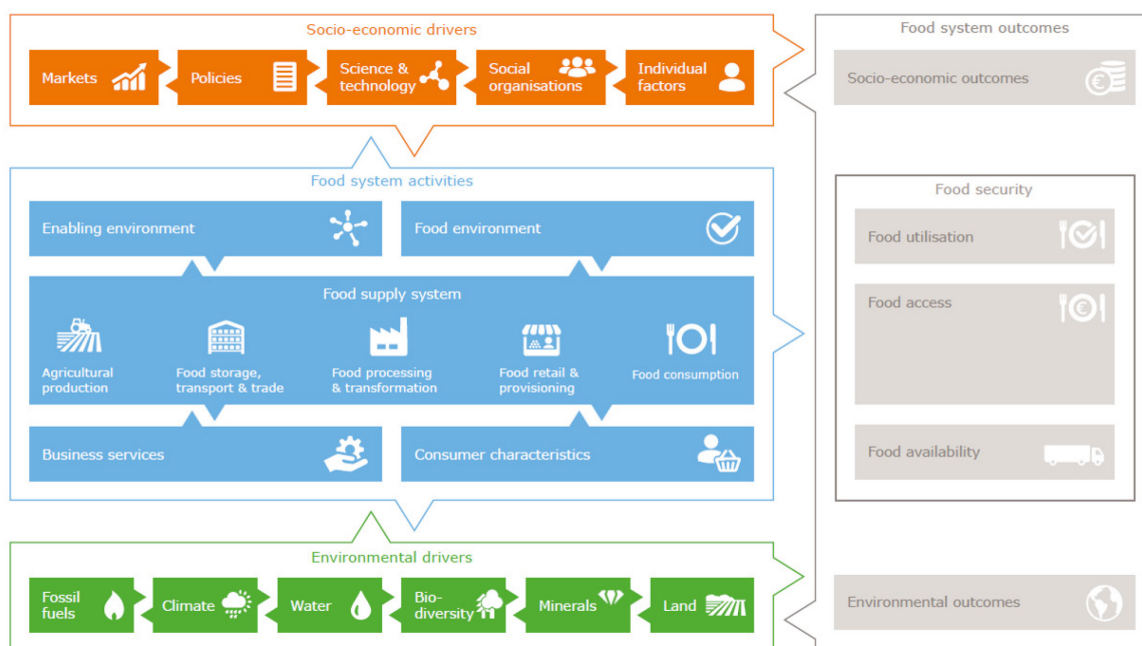 Socio-economic drivers
Markets
Policies
Science &
technology
Social
organisations
Individual
factors
Food system activities
Enabling environment
Food environment
Food supply system
Agricultural
production
Food storage,
transport & trade
Food processing
& transformation
Food retail &
provisioning
Food consumption
Business services
Consumer characteristics
Environmental drivers
Fossil
fuels
Climate
Water
Bio-
diversity
Minerals
Land
Food system outcomes
Socio-economic outcomes
€
Food security
Food utilisation
Food access
€
Food availability
Environmental outcomes